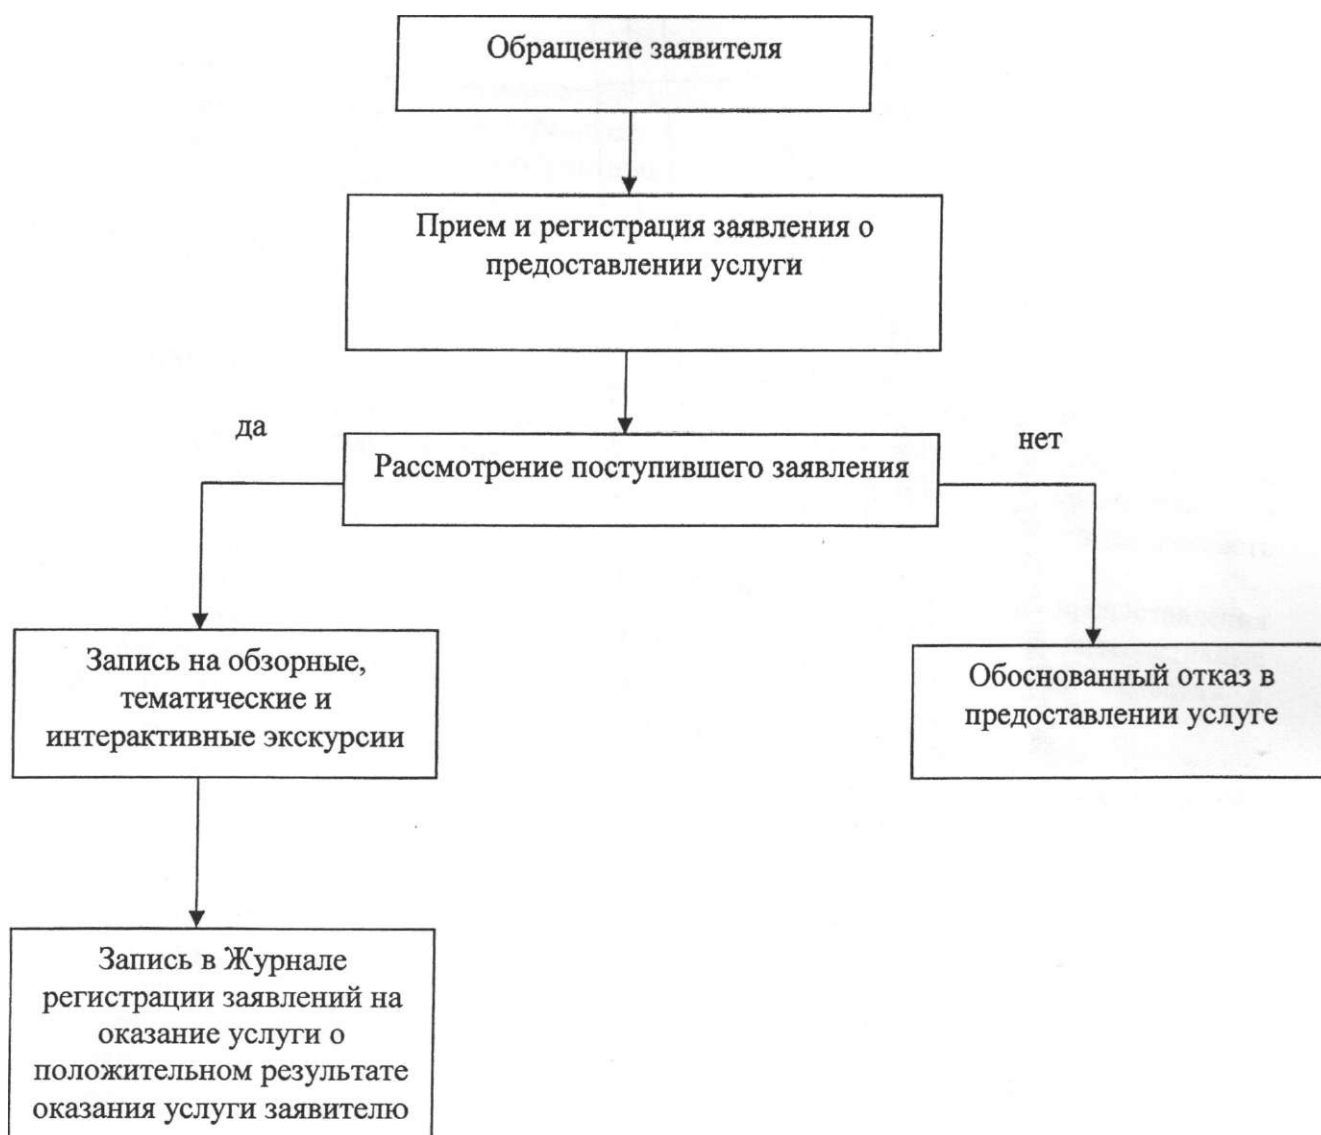 Обращение заявителя
Прием и регистрация заявления о
предоставлении услуги
да
нет
Рассмотрение поступившего заявления
Запись на обзорные,
тематические и
интерактивные экскурсии
Обоснованный отказ в
предоставлении услуге
Запись в Журнале
регистрации заявлений на
оказание услуги о
положительном результате
оказания услуги заявителю